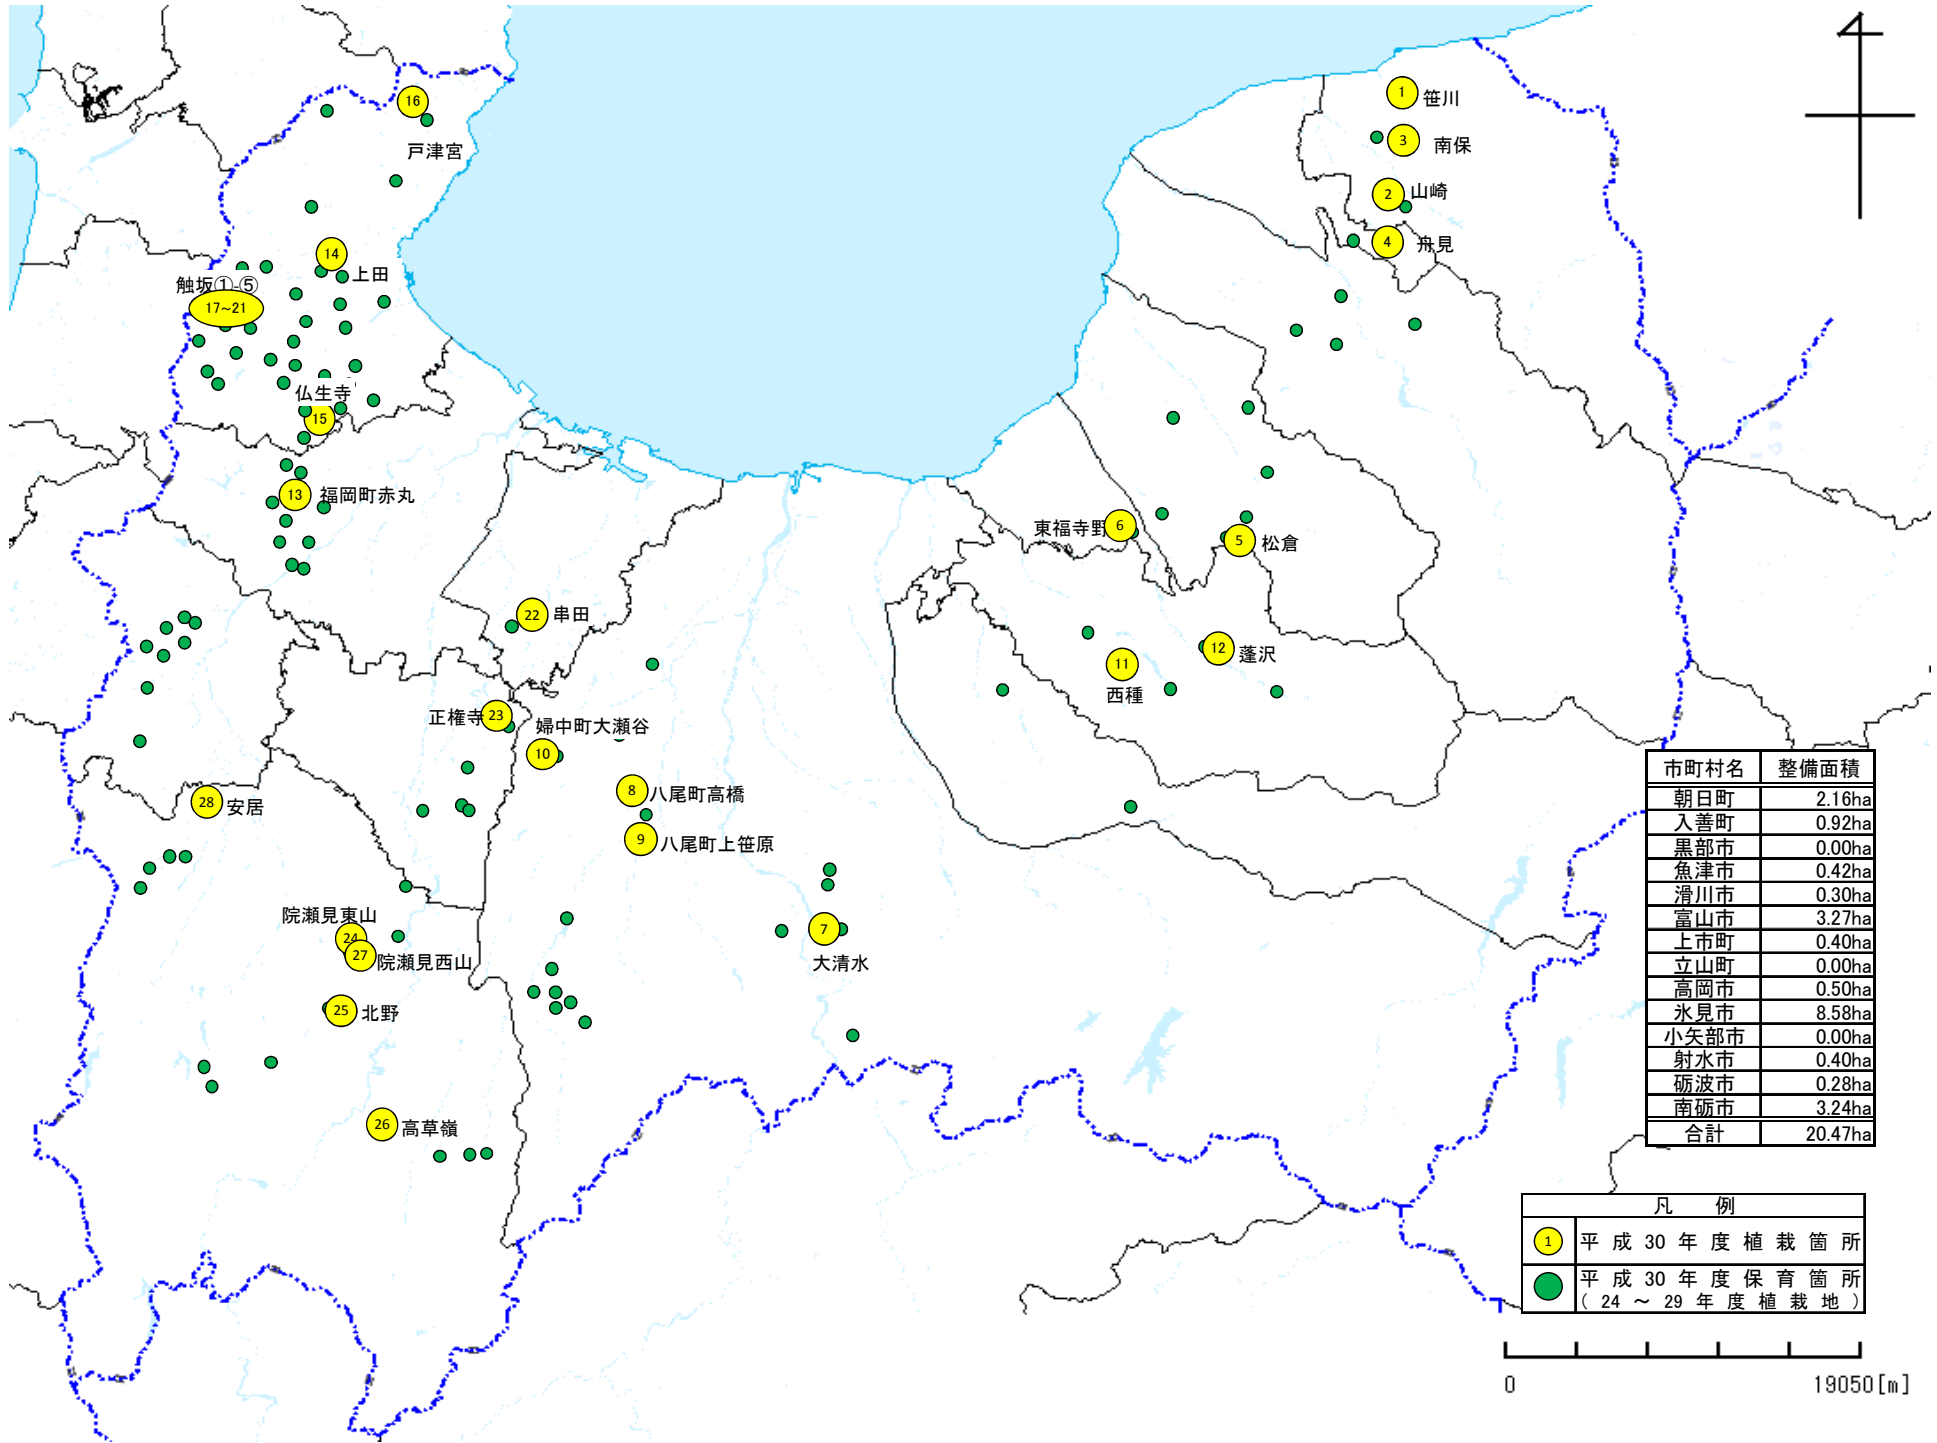 16
戸津宮
1
笹川
3
南保
2
山崎
4
舟見
14
上田
触坂①-⑤
17~21
仏生寺
15
13
福岡町赤丸
東福寺野
6
5
松倉
22
串田
12
蓬沢
11
西種
正権寺
23
婦中町大瀬谷
10
8
八尾町高橋
9
八尾町上笹原
28
安居
院瀬見東山
24
27
院瀬見西山
7
大清水
25
北野
26
高草嶺
市町村名 整備面積
朝日町 2.16ha
入善町 0.92ha
黒部市 0.00ha
魚津市 0.42ha
滑川市 0.30ha
富山市 3.27ha
上市町 0.40ha
立山町 0.00ha
高岡市 0.50ha
氷見市 8.58ha
小矢部市 0.00ha
射水市 0.40ha
砺波市 0.28ha
南砺市 3.24ha
合計 20.47ha
凡 例
1 平成30年度植栽箇所
平成30年度保育箇所
(24～29年度植栽地)
0 19050[m]